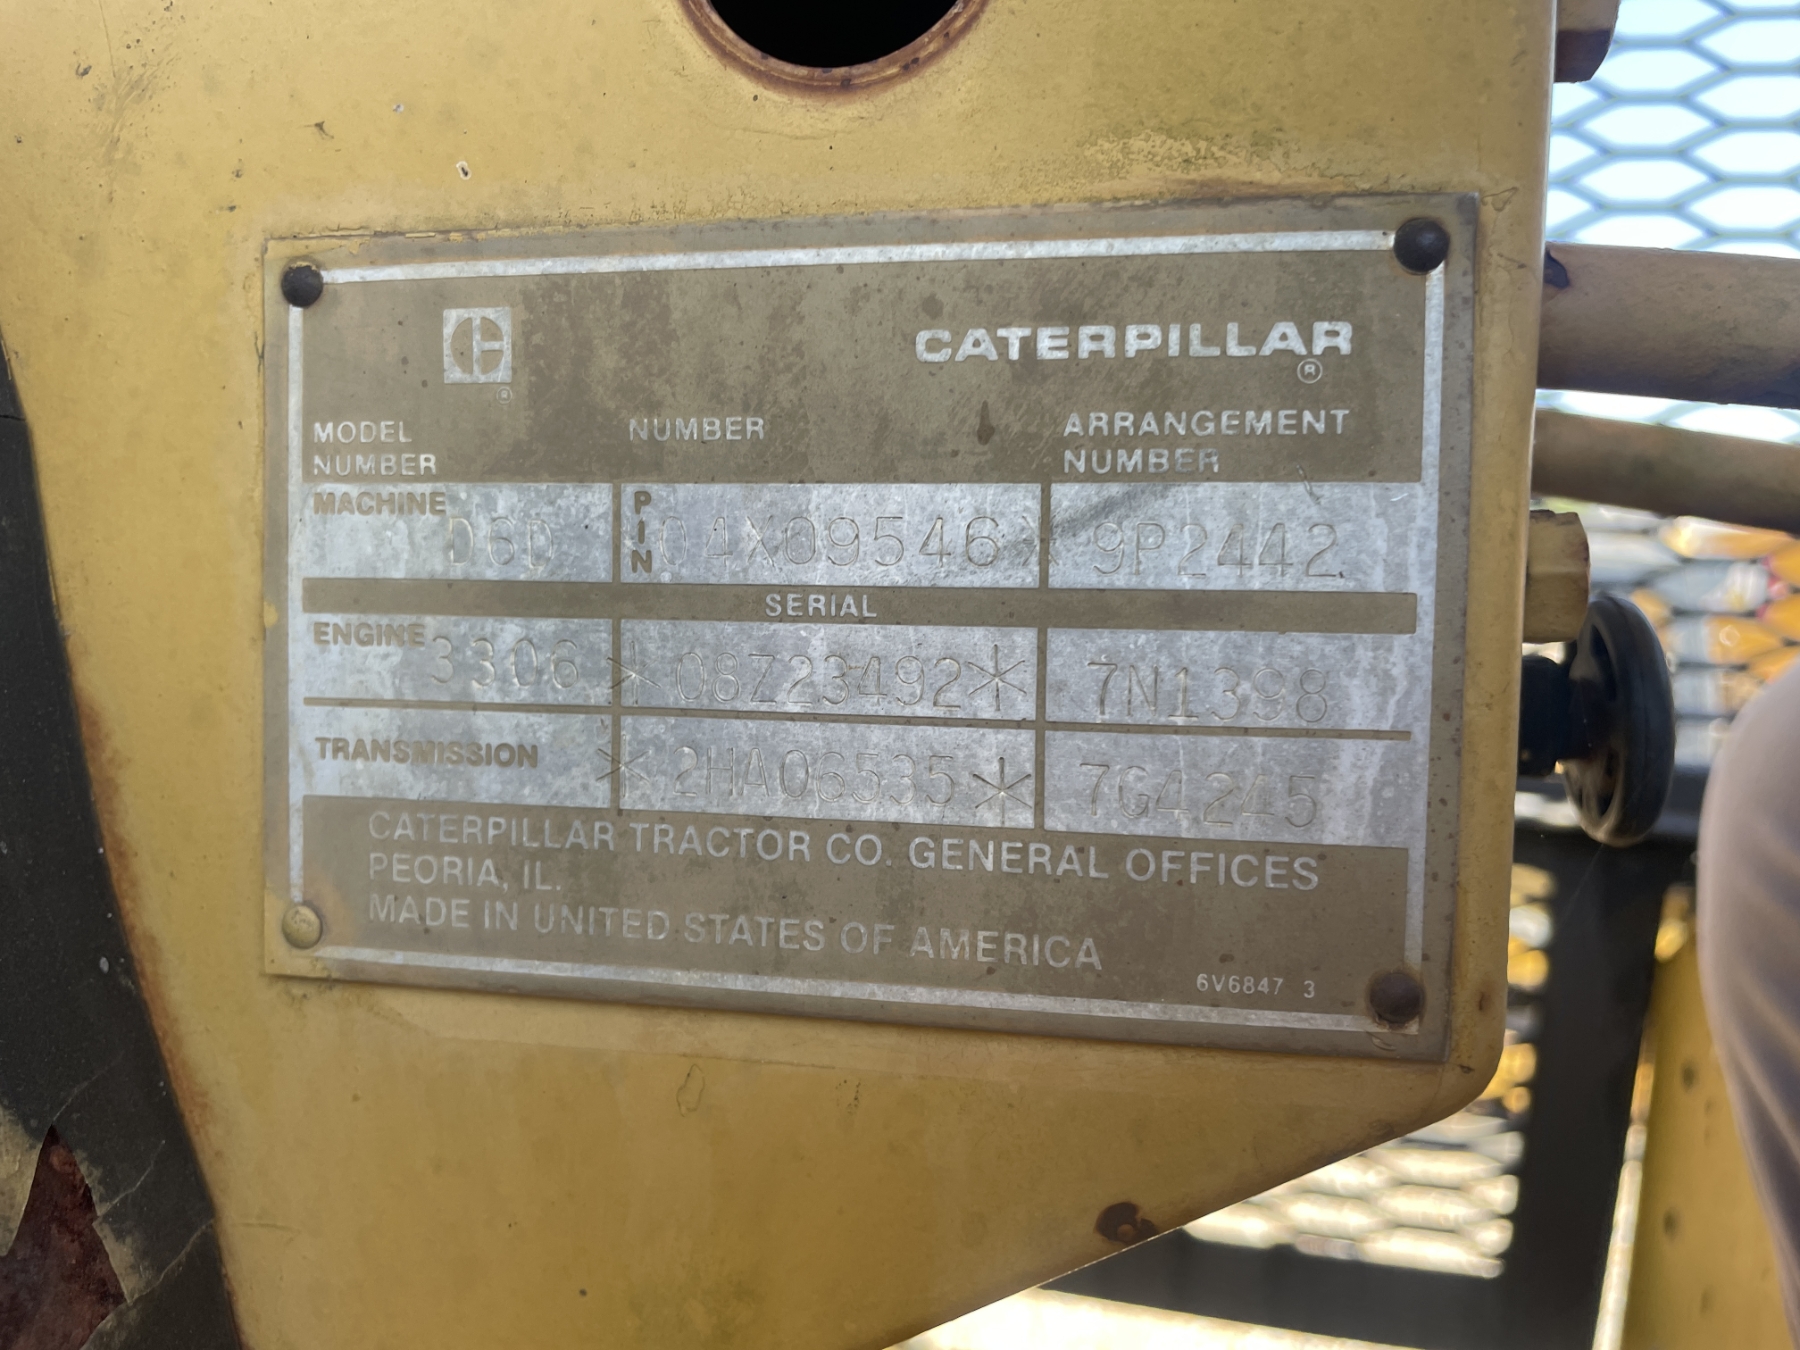 C
®
CATERPILLAR
®
MODEL NUMBER NUMBER ARRANGEMENT NUMBER
MACHINE D6D PIN 04X09546* 9P2442
SERIAL
ENGINE 3306 *08Z23492* 7N1398
TRANSMISSION *2HA06535* 7G4245
CATERPILLAR TRACTOR CO. GENERAL OFFICES
PEORIA, IL.
MADE IN UNITED STATES OF AMERICA
6V6847 3